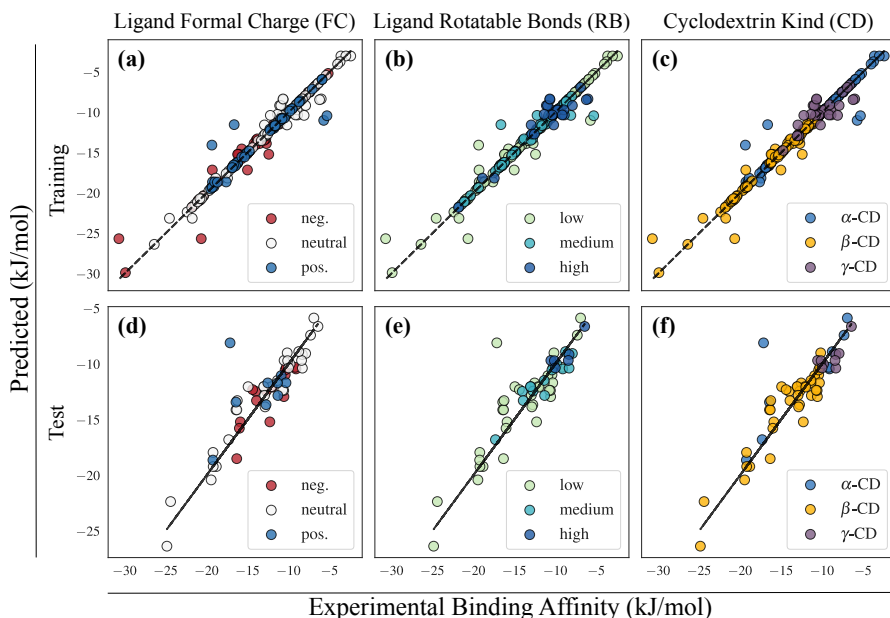 Ligand Formal Charge (FC)
Ligand Rotatable Bonds (RB)
Cyclodextrin Kind (CD)
Predicted (kJ/mol)
Training
−5
−10
−15
−20
−25
−30
(a)
neg.
neutral
pos.
(b)
low
medium
high
(c)
α-CD
β-CD
γ-CD
Test
−5
−10
−15
−20
−25
(d)
neg.
neutral
pos.
(e)
low
medium
high
(f)
α-CD
β-CD
γ-CD
−30 −25 −20 −15 −10 −5
−30 −25 −20 −15 −10 −5
−30 −25 −20 −15 −10 −5
Experimental Binding Affinity (kJ/mol)